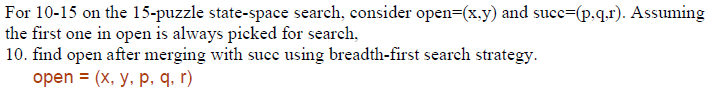 For 10-15 on the 15-puzzle state-space search, consider open=(x,y) and succ=(p,q,r). Assuming
the first one in open is always picked for search,
10. find open after merging with succ using breadth-first search strategy.
open = (x, y, p, q, r)